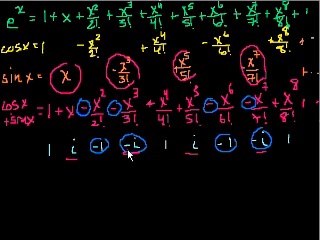 e^x = 1 + x + x²/2! + x³/3! + x⁴/4! + x⁵/5! + x⁶/6! + x⁷/7! + x⁸/8! + ·
cos x = 1 - x²/2! + x⁴/4! - x⁶/6! + x⁸/8! + ..
sin x = x - x³/3! + x⁵/5! - x⁷/7! + ..
cos x + sin x = 1 + x - x²/2! - x³/3! + x⁴/4! + x⁵/5! - x⁶/6! - x⁷/7! + x⁸/8! +
1 i -1 -i 1 i -1 -i 1